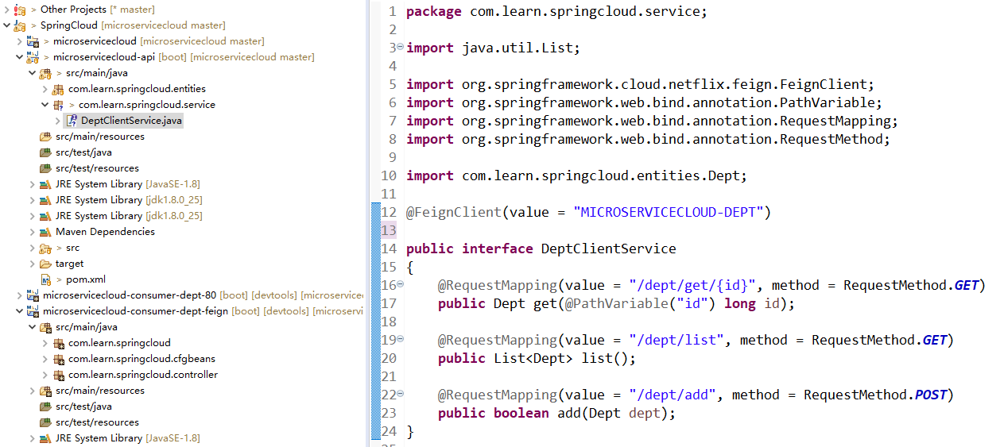 > Other Projects [* master]
> SpringCloud [microservicecloud master]
> microservicecloud [microservicecloud master]
> microservicecloud-api [boot] [microservicecloud master]
> src/main/java
com.learn.springcloud.entities
> com.learn.springcloud.service
DeptClientService.java
src/main/resources
src/test/java
src/test/resources
JRE System Library [JavaSE-1.8]
JRE System Library [jdk1.8.0_25]
JRE System Library [jdk1.8.0_25]
Maven Dependencies
> src
target
> pom.xml
microservicecloud-consumer-dept-80 [boot] [devtools] [microservicec
microservicecloud-consumer-dept-feign [boot] [devtools] [microservi
src/main/java
com.learn.springcloud
com.learn.springcloud.cfgbeans
com.learn.springcloud.controller
src/main/resources
src/test/java
src/test/resources
JRE System Library [JavaSE-1.8]
1 package com.learn.springcloud.service;
2
3 import java.util.List;
4
5 import org.springframework.cloud.netflix.feign.FeignClient;
6 import org.springframework.web.bind.annotation.PathVariable;
7 import org.springframework.web.bind.annotation.RequestMapping;
8 import org.springframework.web.bind.annotation.RequestMethod;
9
10 import com.learn.springcloud.entities.Dept;
11
12 @FeignClient(value = "MICROSERVICECLOUD-DEPT")
13
14 public interface DeptClientService
15 {
16 @RequestMapping(value = "/dept/get/{id}", method = RequestMethod.GET)
17 public Dept get(@PathVariable("id") long id);
18
19 @RequestMapping(value = "/dept/list", method = RequestMethod.GET)
20 public List<Dept> list();
21
22 @RequestMapping(value = "/dept/add", method = RequestMethod.POST)
23 public boolean add(Dept dept);
24 }